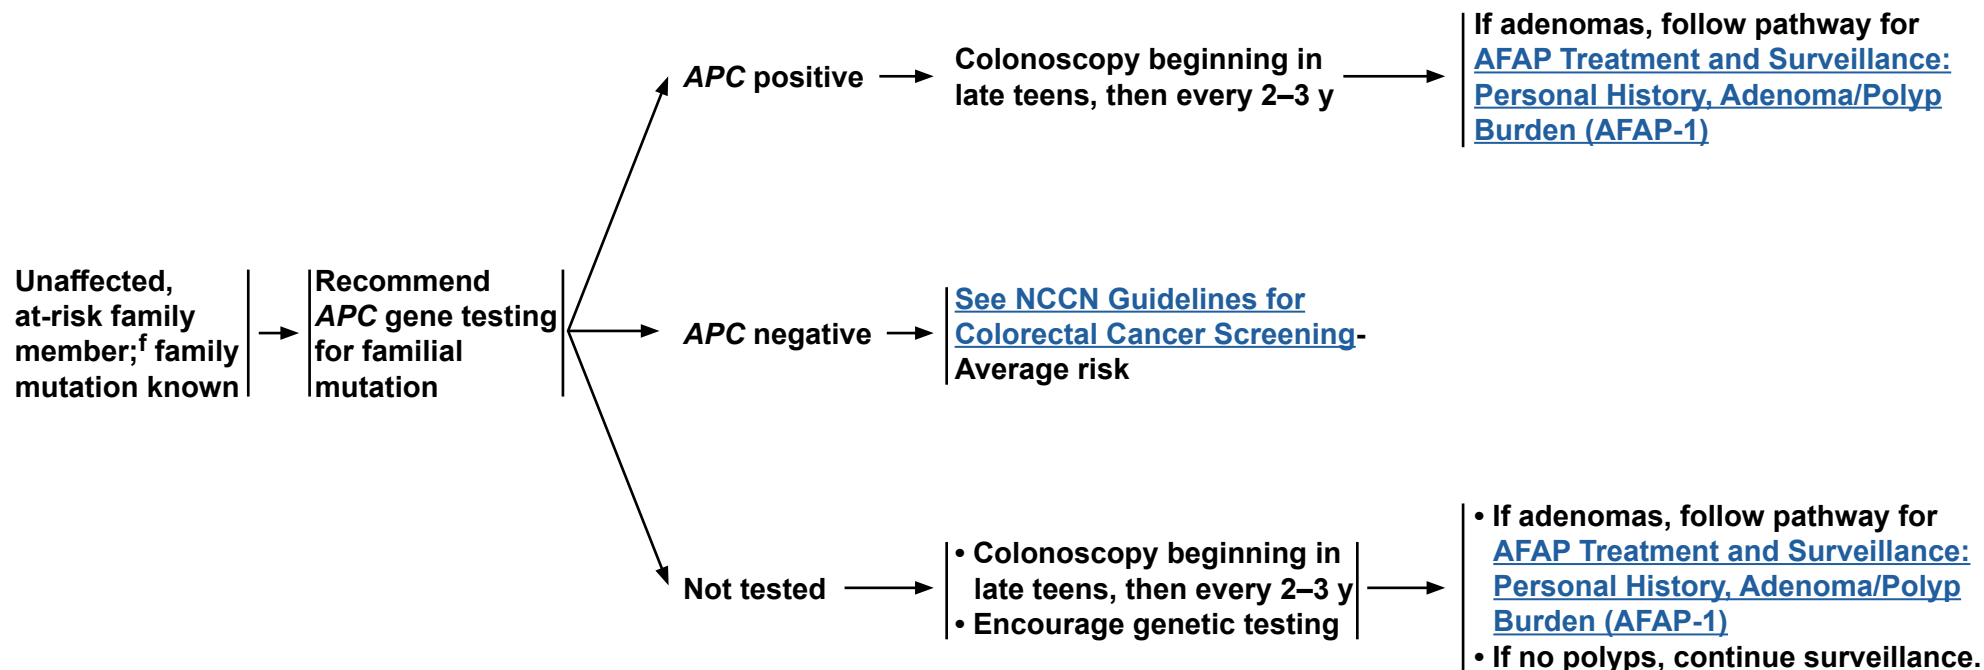 Unaffected,
at-risk family
member;f family
mutation known
Recommend
APC gene testing
for familial
mutation
APC positive
Colonoscopy beginning in
late teens, then every 2–3 y
If adenomas, follow pathway for
AFAP Treatment and Surveillance:
Personal History, Adenoma/Polyp
Burden (AFAP-1)
APC negative
See NCCN Guidelines for
Colorectal Cancer Screening-
Average risk
Not tested
• Colonoscopy beginning in
late teens, then every 2–3 y
• Encourage genetic testing
• If adenomas, follow pathway for
AFAP Treatment and Surveillance:
Personal History, Adenoma/Polyp
Burden (AFAP-1)
• If no polyps, continue surveillance.